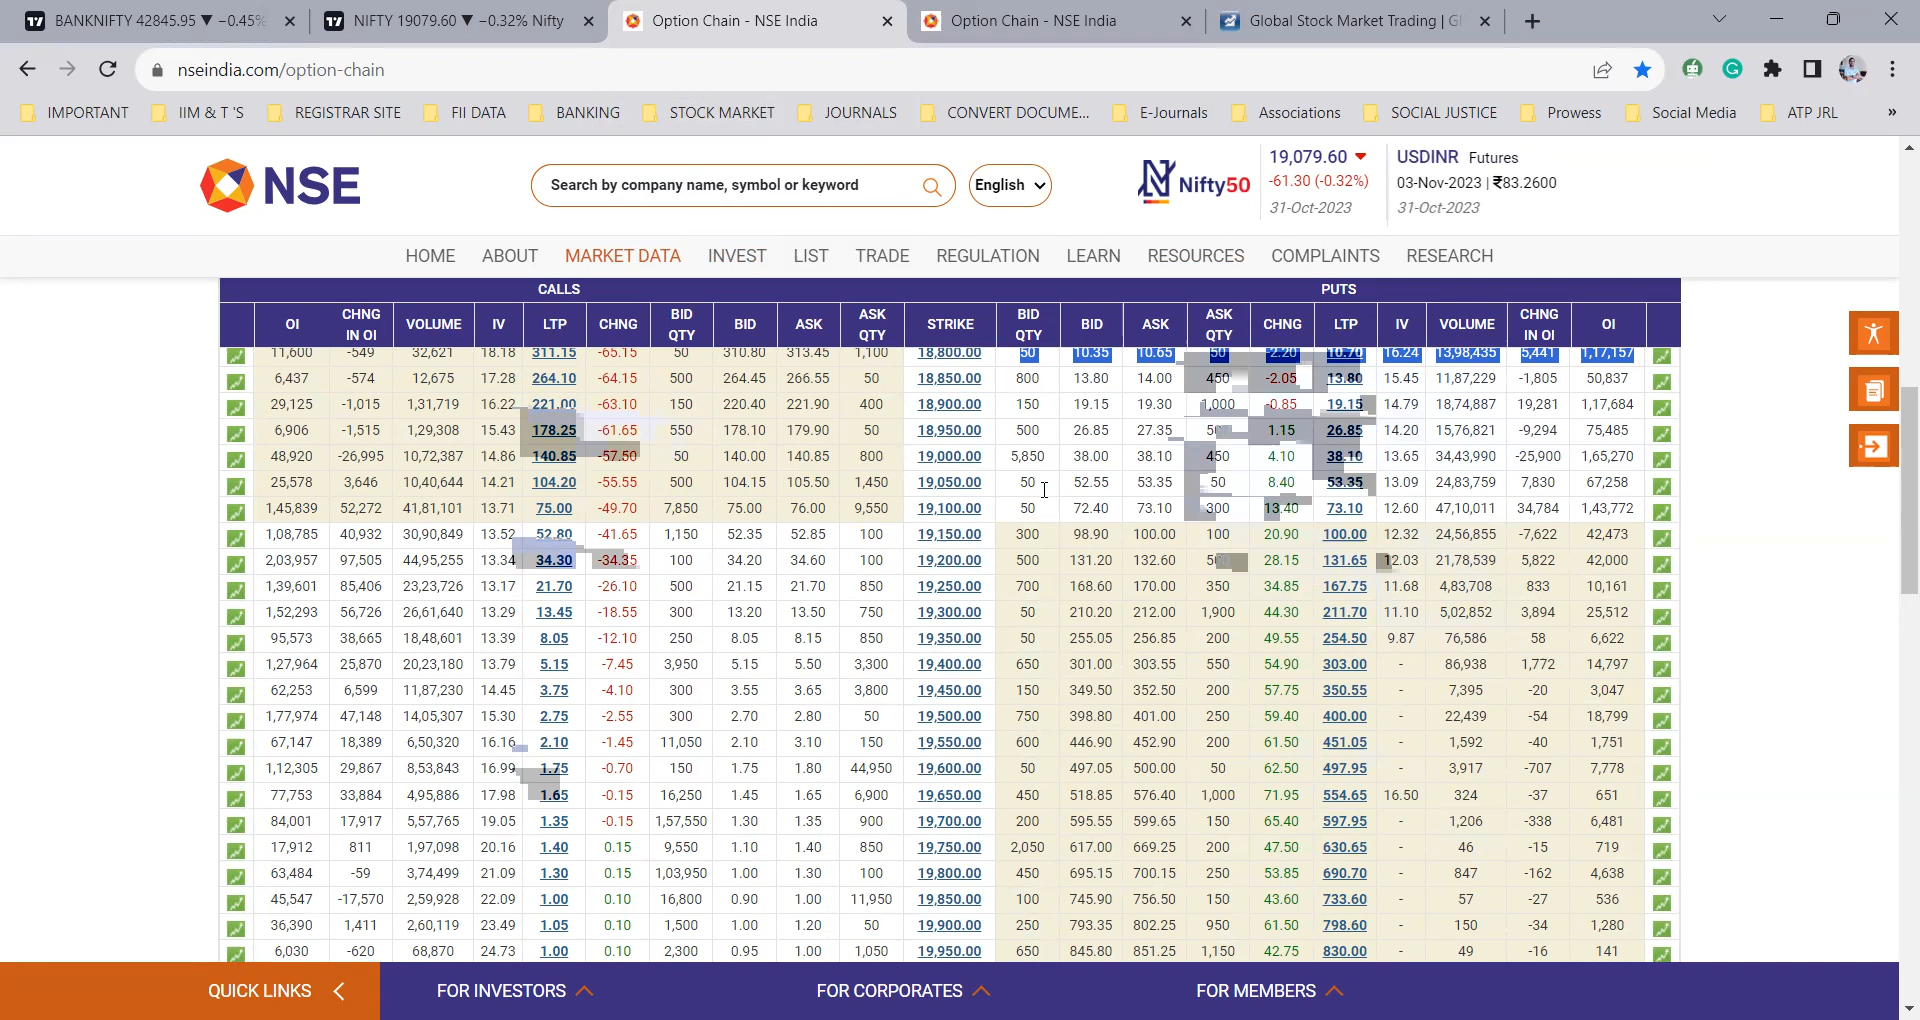 BANKNIFTY 42845.95 ▼ −0.45%
NIFTY 19079.60 ▼ −0.32% Nifty
Option Chain - NSE India
Option Chain - NSE India
Global Stock Market Trading | Gl
nseindia.com/option-chain
IMPORTANT IIM & T 'S REGISTRAR SITE FII DATA BANKING STOCK MARKET JOURNALS CONVERT DOCUME... E-Journals Associations SOCIAL JUSTICE Prowess Social Media ATP JRL »
NSE
Search by company name, symbol or keyword
English
Nifty50
19,079.60
-61.30 (-0.32%)
31-Oct-2023
USDINR Futures
03-Nov-2023 | ₹83.2600
31-Oct-2023
HOME ABOUT MARKET DATA INVEST LIST TRADE REGULATION LEARN RESOURCES COMPLAINTS RESEARCH
CALLS PUTS
OI CHNG IN OI VOLUME IV LTP CHNG BID QTY BID ASK ASK QTY STRIKE BID QTY BID ASK ASK QTY CHNG LTP IV VOLUME CHNG IN OI OI
11,600 -549 32,621 18.18 311.15 -65.15 50 310.80 313.45 1,100 18,800.00 50 10.35 10.65 50 -2.20 10.70 16.24 13,98,435 5,441 1,17,157
6,437 -574 12,675 17.28 264.10 -64.15 500 264.45 266.55 50 18,850.00 800 13.80 14.00 450 -2.05 13.80 15.45 11,87,229 -1,805 50,837
29,125 -1,015 1,31,719 16.22 221.00 -63.10 150 220.40 221.90 400 18,900.00 150 19.15 19.30 1,000 -0.85 19.15 14.79 18,74,887 19,281 1,17,684
6,906 -1,515 1,29,308 15.43 178.25 -61.65 550 178.10 179.90 50 18,950.00 500 26.85 27.35 1.15 26.85 14.20 15,76,821 -9,294 75,485
48,920 -26,995 10,72,387 14.86 140.85 -57.50 50 140.00 140.85 800 19,000.00 5,850 38.00 38.10 450 4.10 38.10 13.65 34,43,990 -25,900 1,65,270
25,578 3,646 10,40,644 14.21 104.20 -55.55 500 104.15 105.50 1,450 19,050.00 50 52.55 53.35 50 8.40 53.35 13.09 24,83,759 7,830 67,258
1,45,839 52,272 41,81,101 13.71 75.00 -49.70 7,850 75.00 76.00 9,550 19,100.00 50 72.40 73.10 300 13.40 73.10 12.60 47,10,011 34,784 1,43,772
1,08,785 40,932 30,90,849 13.52 52.80 -41.65 1,150 52.35 52.85 100 19,150.00 300 98.90 100.00 100 20.90 100.00 12.32 24,56,855 -7,622 42,473
2,03,957 97,505 44,95,255 13.34 34.30 -34.35 100 34.20 34.60 100 19,200.00 500 131.20 132.60 28.15 131.65 12.03 21,78,539 5,822 42,000
1,39,601 85,406 23,23,726 13.17 21.70 -26.10 500 21.15 21.70 850 19,250.00 700 168.60 170.00 350 34.85 167.75 11.68 4,83,708 833 10,161
1,52,293 56,726 26,61,640 13.29 13.45 -18.55 300 13.20 13.50 750 19,300.00 50 210.20 212.00 1,900 44.30 211.70 11.10 5,02,852 3,894 25,512
95,573 38,665 18,48,601 13.39 8.05 -12.10 250 8.05 8.15 850 19,350.00 50 255.05 256.85 200 49.55 254.50 9.87 76,586 58 6,622
1,27,964 25,870 20,23,180 13.79 5.15 -7.45 3,950 5.15 5.50 3,300 19,400.00 650 301.00 303.55 550 54.90 303.00 - 86,938 1,772 14,797
62,253 6,599 11,87,230 14.45 3.75 -4.10 300 3.55 3.65 3,800 19,450.00 150 349.50 352.50 200 57.75 350.55 - 7,395 -20 3,047
1,77,974 47,148 14,05,307 15.30 2.75 -2.55 300 2.70 2.80 50 19,500.00 750 398.80 401.00 250 59.40 400.00 - 22,439 -54 18,799
67,147 18,389 6,50,320 16.16 2.10 -1.45 11,050 2.10 3.10 150 19,550.00 600 446.90 452.90 200 61.50 451.05 - 1,592 -40 1,751
1,12,305 29,867 8,53,843 16.99 1.75 -0.70 150 1.75 1.80 44,950 19,600.00 50 497.05 500.00 50 62.50 497.95 - 3,917 -707 7,778
77,753 33,884 4,95,886 17.98 1.65 -0.15 16,250 1.45 1.65 6,900 19,650.00 450 518.85 576.40 1,000 71.95 554.65 16.50 324 -37 651
84,001 17,917 5,57,765 19.05 1.35 -0.15 1,57,550 1.30 1.35 900 19,700.00 200 595.55 599.65 150 65.40 597.95 - 1,206 -338 6,481
17,912 811 1,97,098 20.16 1.40 0.15 9,550 1.10 1.40 850 19,750.00 2,050 617.00 669.25 200 47.50 630.65 - 46 -15 719
63,484 -59 3,74,499 21.09 1.30 0.15 1,03,950 1.00 1.30 100 19,800.00 450 695.15 700.15 250 53.85 690.70 - 847 -162 4,638
45,547 -17,570 2,59,928 22.09 1.00 0.10 16,800 0.90 1.00 11,950 19,850.00 100 745.90 756.50 150 43.60 733.60 - 57 -27 536
36,390 1,411 2,60,119 23.49 1.05 0.10 1,500 1.00 1.20 50 19,900.00 250 793.35 802.25 950 61.50 798.60 - 150 -34 1,280
6,030 -620 68,870 24.73 1.00 0.10 2,300 0.95 1.00 1,050 19,950.00 650 845.80 851.25 1,150 42.75 830.00 - 49 -16 141
QUICK LINKS FOR INVESTORS FOR CORPORATES FOR MEMBERS